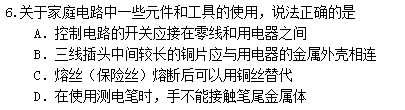 6.关于家庭电路中一些元件和工具的使用，说法正确的是
A．控制电路的开关应接在零线和用电器之间
B．三线插头中间较长的铜片应与用电器的金属外壳相连
C．熔丝（保险丝）熔断后可以用铜丝替代
D．在使用测电笔时，手不能接触笔尾金属体